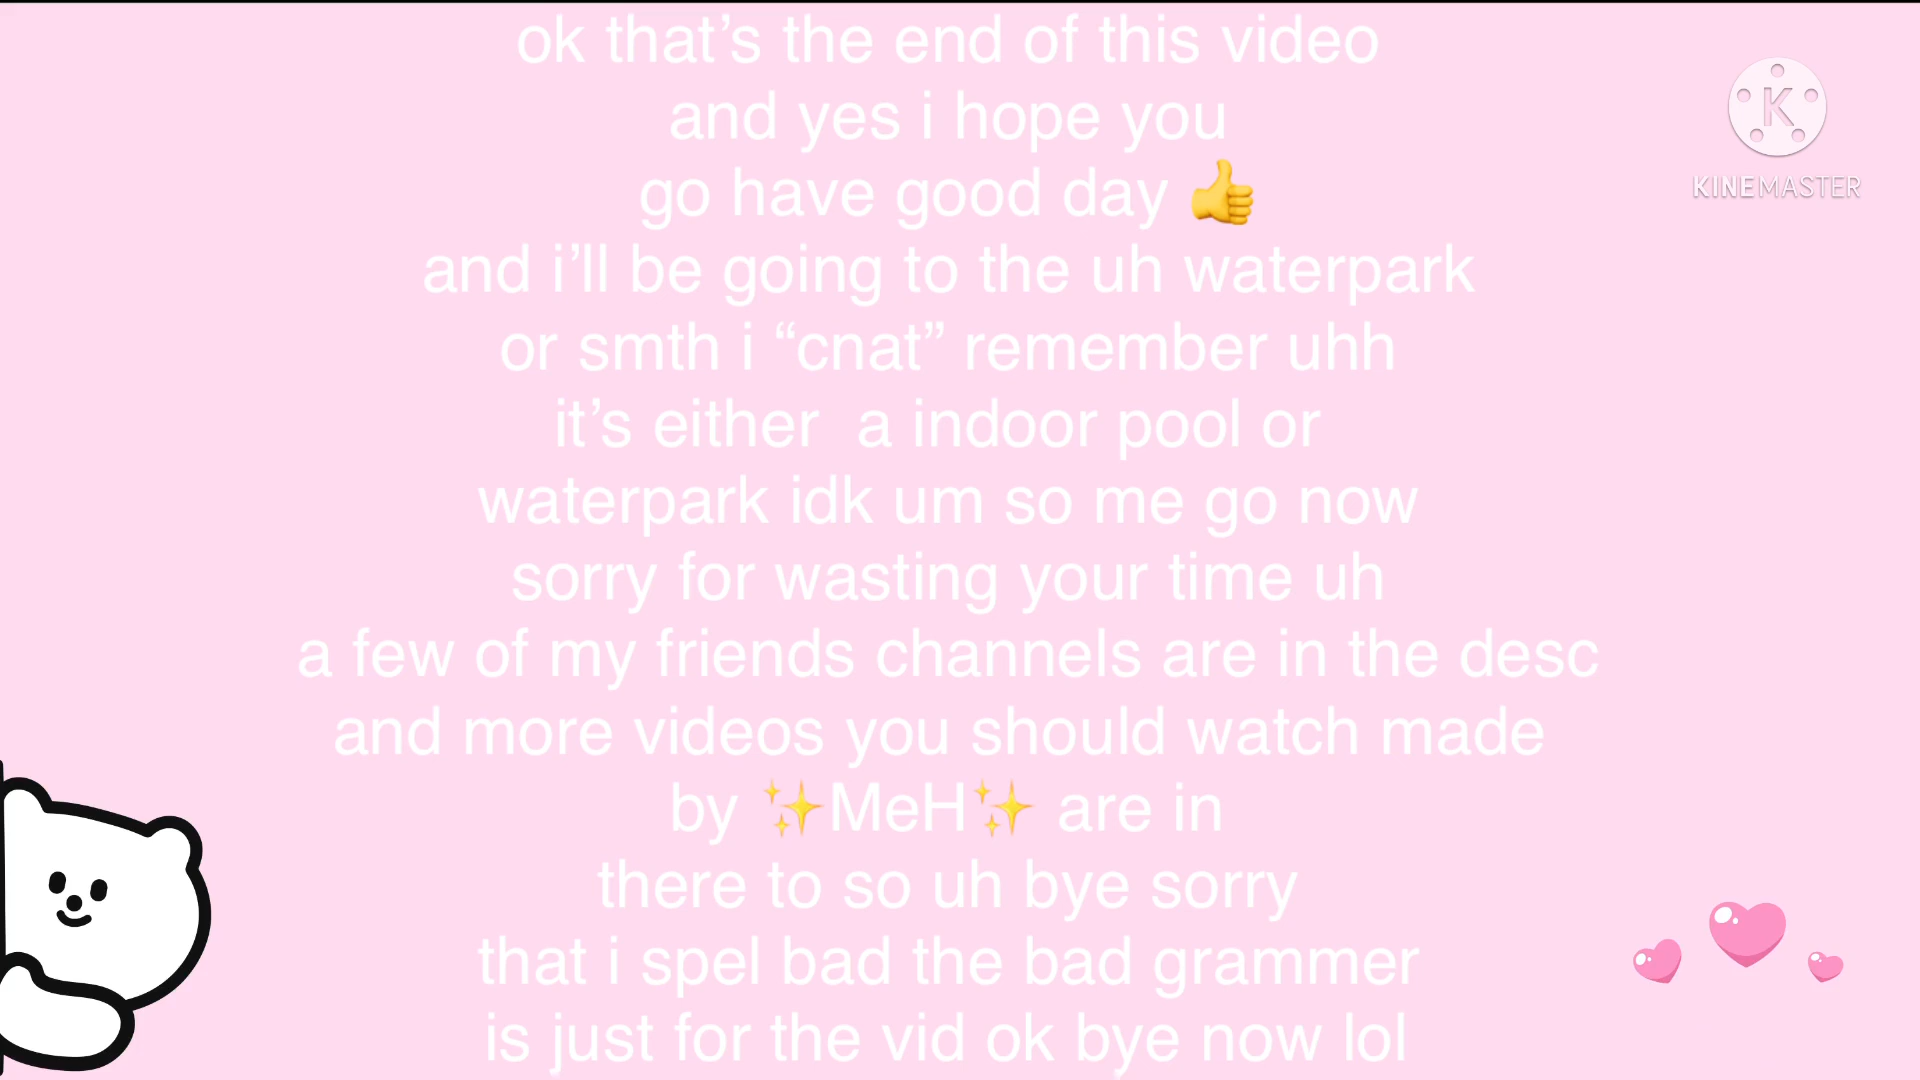 ok that’s the end of this video
and yes i hope you
go have good day 👍
and i’ll be going to the uh waterpark
or smth i “cnat” remember uhh
it’s either  a indoor pool or
waterpark idk um so me go now
sorry for wasting your time uh
a few of my friends channels are in the desc
and more videos you should watch made
by ✨MeH✨ are in
there to so uh bye sorry
that i spel bad the bad grammer
is just for the vid ok bye now lol
K
KINEMASTER